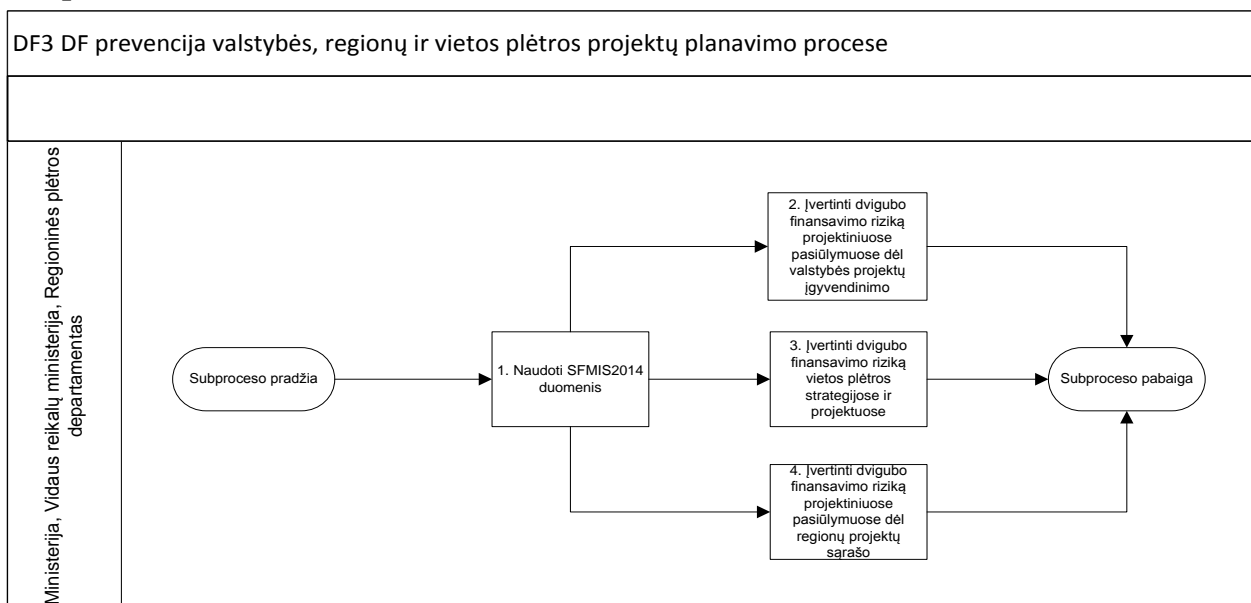 DF3 DF prevencija valstybės, regionų ir vietos plėtros projektų planavimo procese
Ministerija, Vidaus reikalų ministerija, Regioninės plėtros
departamentas
Subproceso pradžia
1. Naudoti SFMIS2014
duomenis
2. Įvertinti dvigubo
finansavimo riziką
projektiniuose
pasiūlymuose dėl
valstybės projektų
įgyvendinimo
3. Įvertinti dvigubo
finansavimo riziką
vietos plėtros
strategijose ir
projektuose
4. Įvertinti dvigubo
finansavimo riziką
projektiniuose
pasiūlymuose dėl
regionų projektų
sąrašo
Subproceso pabaiga